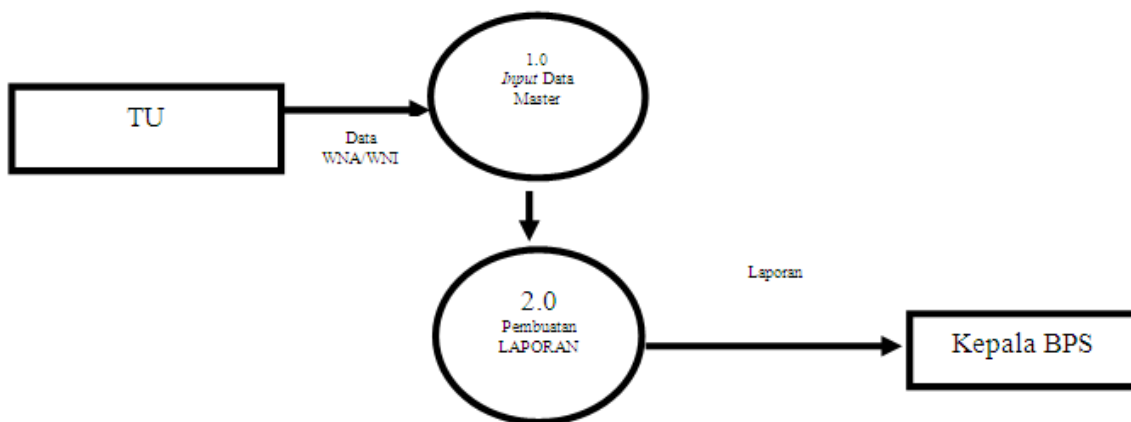 1.0
Input Data
Master
TU
Data
WNA/WNI
2.0
Pembuatan
LAPORAN
Laporan
Kepala BPS